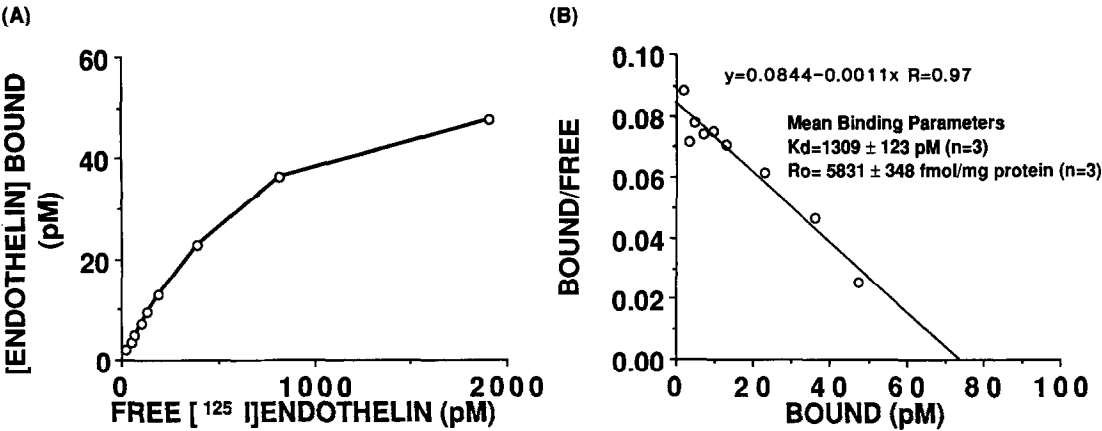 (A)
60
40
20
0
[ENDOTHELIN] BOUND
(pM)
0 1000 2000
FREE [ ¹²⁵ I]ENDOTHELIN (pM)
(B)
0.10
0.08
0.06
0.04
0.02
0.00
BOUND/FREE
y=0.0844-0.0011x R=0.97
Mean Binding Parameters
Kd=1309 ± 123 pM (n=3)
Ro= 5831 ± 348 fmol/mg protein (n=3)
0 20 40 60 80 100
BOUND (pM)